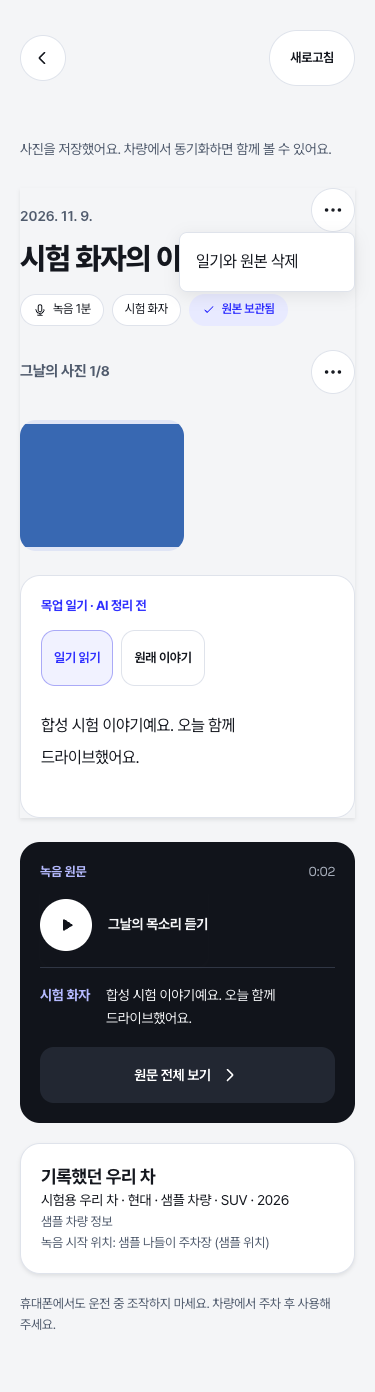 새로고침
사진을 저장했어요. 차량에서 동기화하면 함께 볼 수 있어요.
2026. 11. 9.
시험 화자의 이
일기와 원본 삭제
녹음 1분
시험 화자
원본 보관됨
그날의 사진 1/8
목업 일기 · AI 정리 전
일기 읽기
원래 이야기
합성 시험 이야기예요. 오늘 함께
드라이브했어요.
녹음 원문
0:02
그날의 목소리 듣기
시험 화자
합성 시험 이야기예요. 오늘 함께
드라이브했어요.
원문 전체 보기
기록했던 우리 차
시험용 우리 차 · 현대 · 샘플 차량 · SUV · 2026
샘플 차량 정보
녹음 시작 위치: 샘플 나들이 주차장 (샘플 위치)
휴대폰에서도 운전 중 조작하지 마세요. 차량에서 주차 후 사용해
주세요.